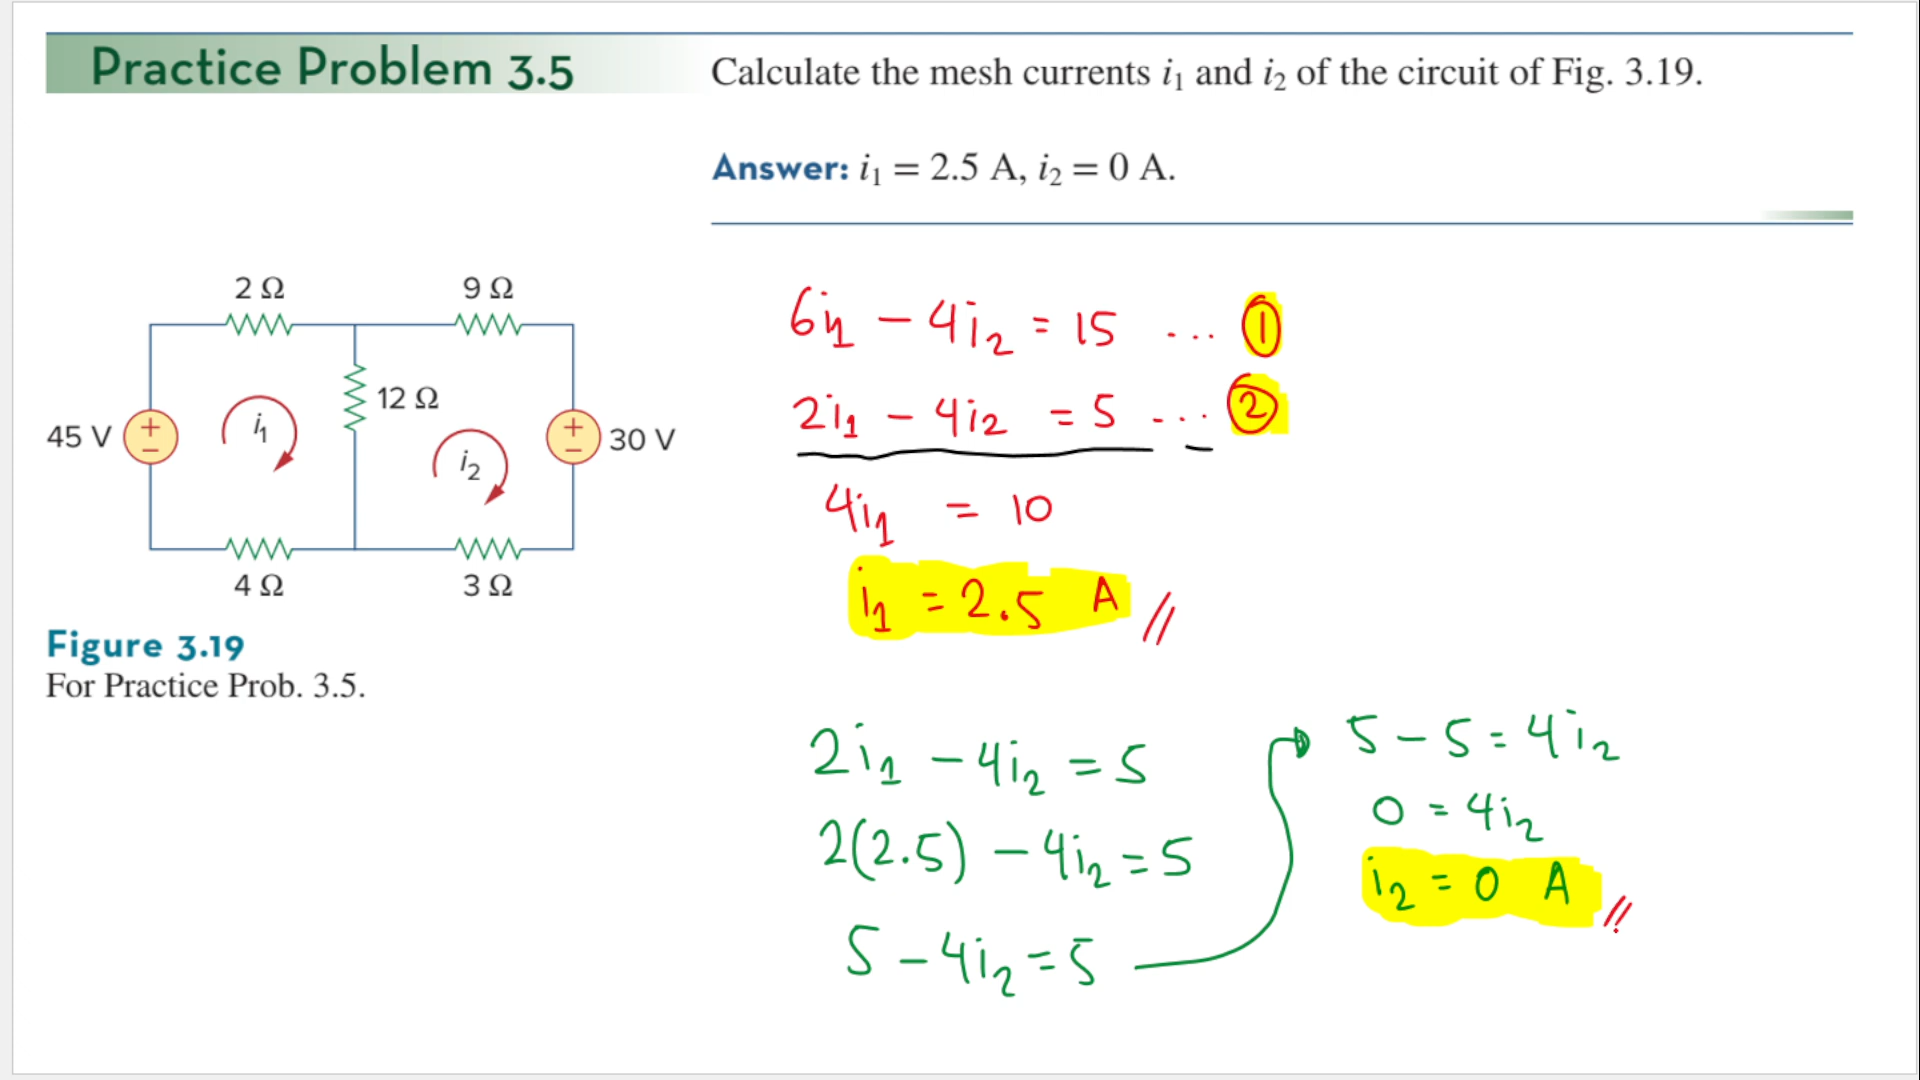 Practice Problem 3.5
Calculate the mesh currents i₁ and i₂ of the circuit of Fig. 3.19.
Answer: i₁ = 2.5 A, i₂ = 0 A.
2 Ω
9 Ω
12 Ω
45 V
+
−
i₁
i₂
+
−
30 V
4 Ω
3 Ω
Figure 3.19
For Practice Prob. 3.5.
6i₁ − 4i₂ = 15 ... ①
2i₁ − 4i₂ = 5 ... ②
−
4i₁ = 10
i₁ = 2.5 A //
2i₁ − 4i₂ = 5
2(2.5) − 4i₂ = 5
5 − 4i₂ = 5
5 − 5 = 4i₂
0 = 4i₂
i₂ = 0 A //